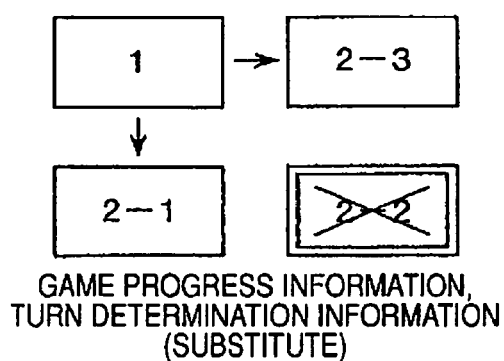 1
2-3
2-1
2-2
GAME PROGRESS INFORMATION,
TURN DETERMINATION INFORMATION
(SUBSTITUTE)